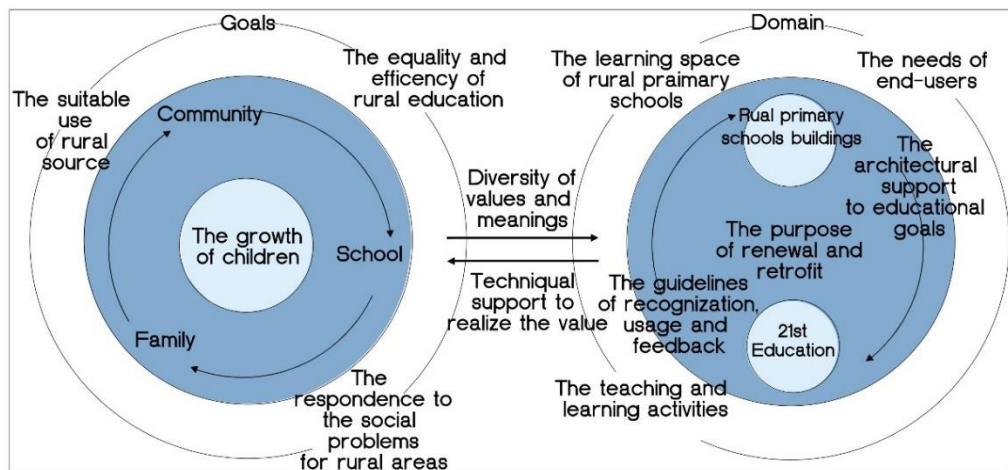 Goals
The equality and
efficency of
rural education
The suitable
use
of rural
source
Community
The growth
of children
School
Family
The
respondence to
the social
problems
for rural areas
Diversity of
values and
meanings
Techniqual
support to
realize the value
Domain
The learning space
of rural praimary
schools
The needs of
end-users
Rual primary
schools buildings
The
architectural
support
to educational
goals
The purpose
of renewal and
retrofit
The guidelines
of recognization,
usage and
feedback
21st
Education
The teaching and
learning activities